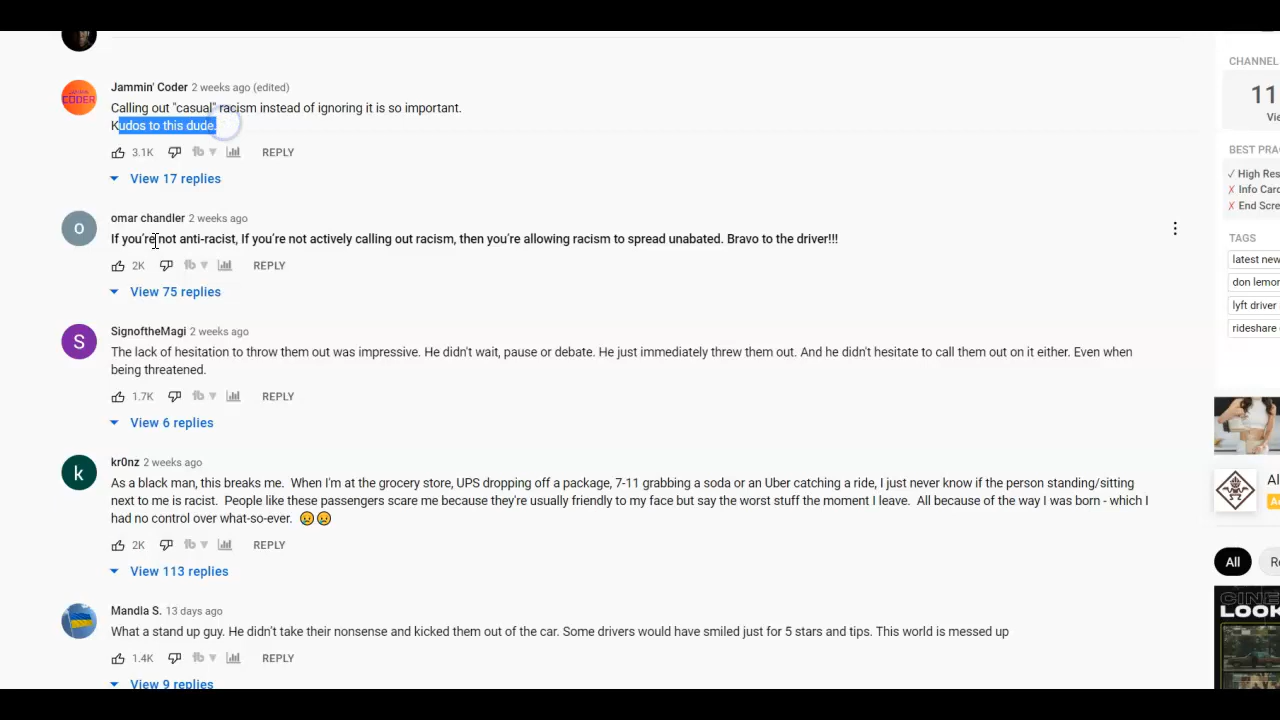 CODER
Jammin' Coder 2 weeks ago (edited)
Calling out "casual" racism instead of ignoring it is so important.
Kudos to this dude.
3.1K REPLY
View 17 replies
O
omar chandler 2 weeks ago
If you're not anti-racist, If you're not actively calling out racism, then you're allowing racism to spread unabated. Bravo to the driver!!!
2K REPLY
View 75 replies
S
SignoftheMagi 2 weeks ago
The lack of hesitation to throw them out was impressive. He didn't wait, pause or debate. He just immediately threw them out. And he didn't hesitate to call them out on it either. Even when
being threatened.
1.7K REPLY
View 6 replies
k
kr0nz 2 weeks ago
As a black man, this breaks me. When I'm at the grocery store, UPS dropping off a package, 7-11 grabbing a soda or an Uber catching a ride, I just never know if the person standing/sitting
next to me is racist. People like these passengers scare me because they're usually friendly to my face but say the worst stuff the moment I leave. All because of the way I was born - which I
had no control over what-so-ever.
2K REPLY
View 113 replies
Mandla S. 13 days ago
What a stand up guy. He didn't take their nonsense and kicked them out of the car. Some drivers would have smiled just for 5 stars and tips. This world is messed up
1.4K REPLY
View 9 replies
CHANNEL
11
Vie
BEST PRA
√ High Res
✗ Info Card
✗ End Scre
TAGS
latest new
don lemon
lyft driver
rideshare
Al
All
Re
CINE
LOOK